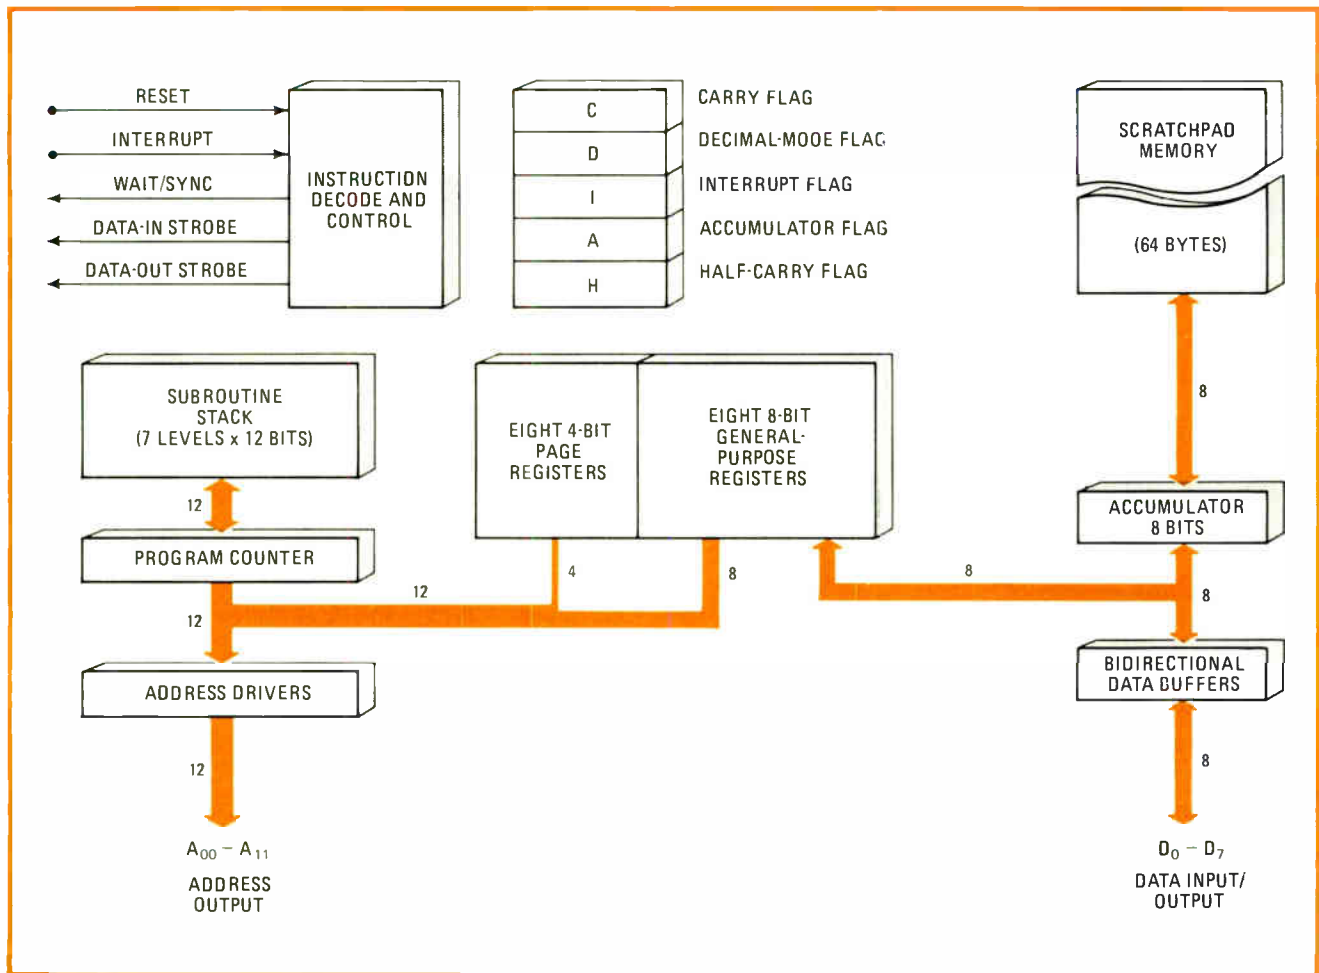 RESET
INTERRUPT
WAIT/SYNC
DATA-IN STROBE
DATA-OUT STROBE
INSTRUCTION
DECODE AND
CONTROL
C
D
I
A
H
CARRY FLAG
DECIMAL-MODE FLAG
INTERRUPT FLAG
ACCUMULATOR FLAG
HALF-CARRY FLAG
SCRATCHPAD
MEMORY
(64 BYTES)
8
SUBROUTINE
STACK
(7 LEVELS x 12 BITS)
12
PROGRAM COUNTER
12
12
ADDRESS DRIVERS
12
A00 – A11
ADDRESS
OUTPUT
EIGHT 4-BIT
PAGE
REGISTERS
EIGHT 8-BIT
GENERAL-
PURPOSE
REGISTERS
4
8
8
ACCUMULATOR
8 BITS
8
BIDIRECTIONAL
DATA BUFFERS
8
D0 – D7
DATA INPUT/
OUTPUT